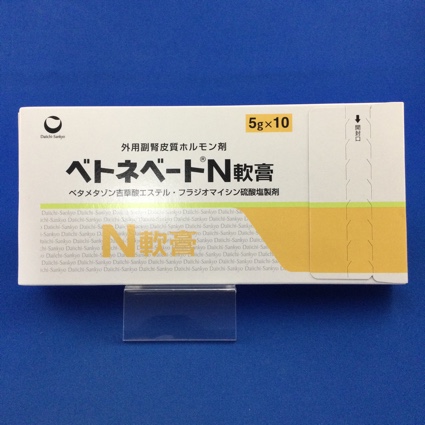 Daiichi-Sankyo
5g×10
開封口
外用副腎皮質ホルモン剤
ベトネベート®N軟膏
ベタメタゾン吉草酸エステル・フラジオマイシン硫酸塩製剤
N軟膏